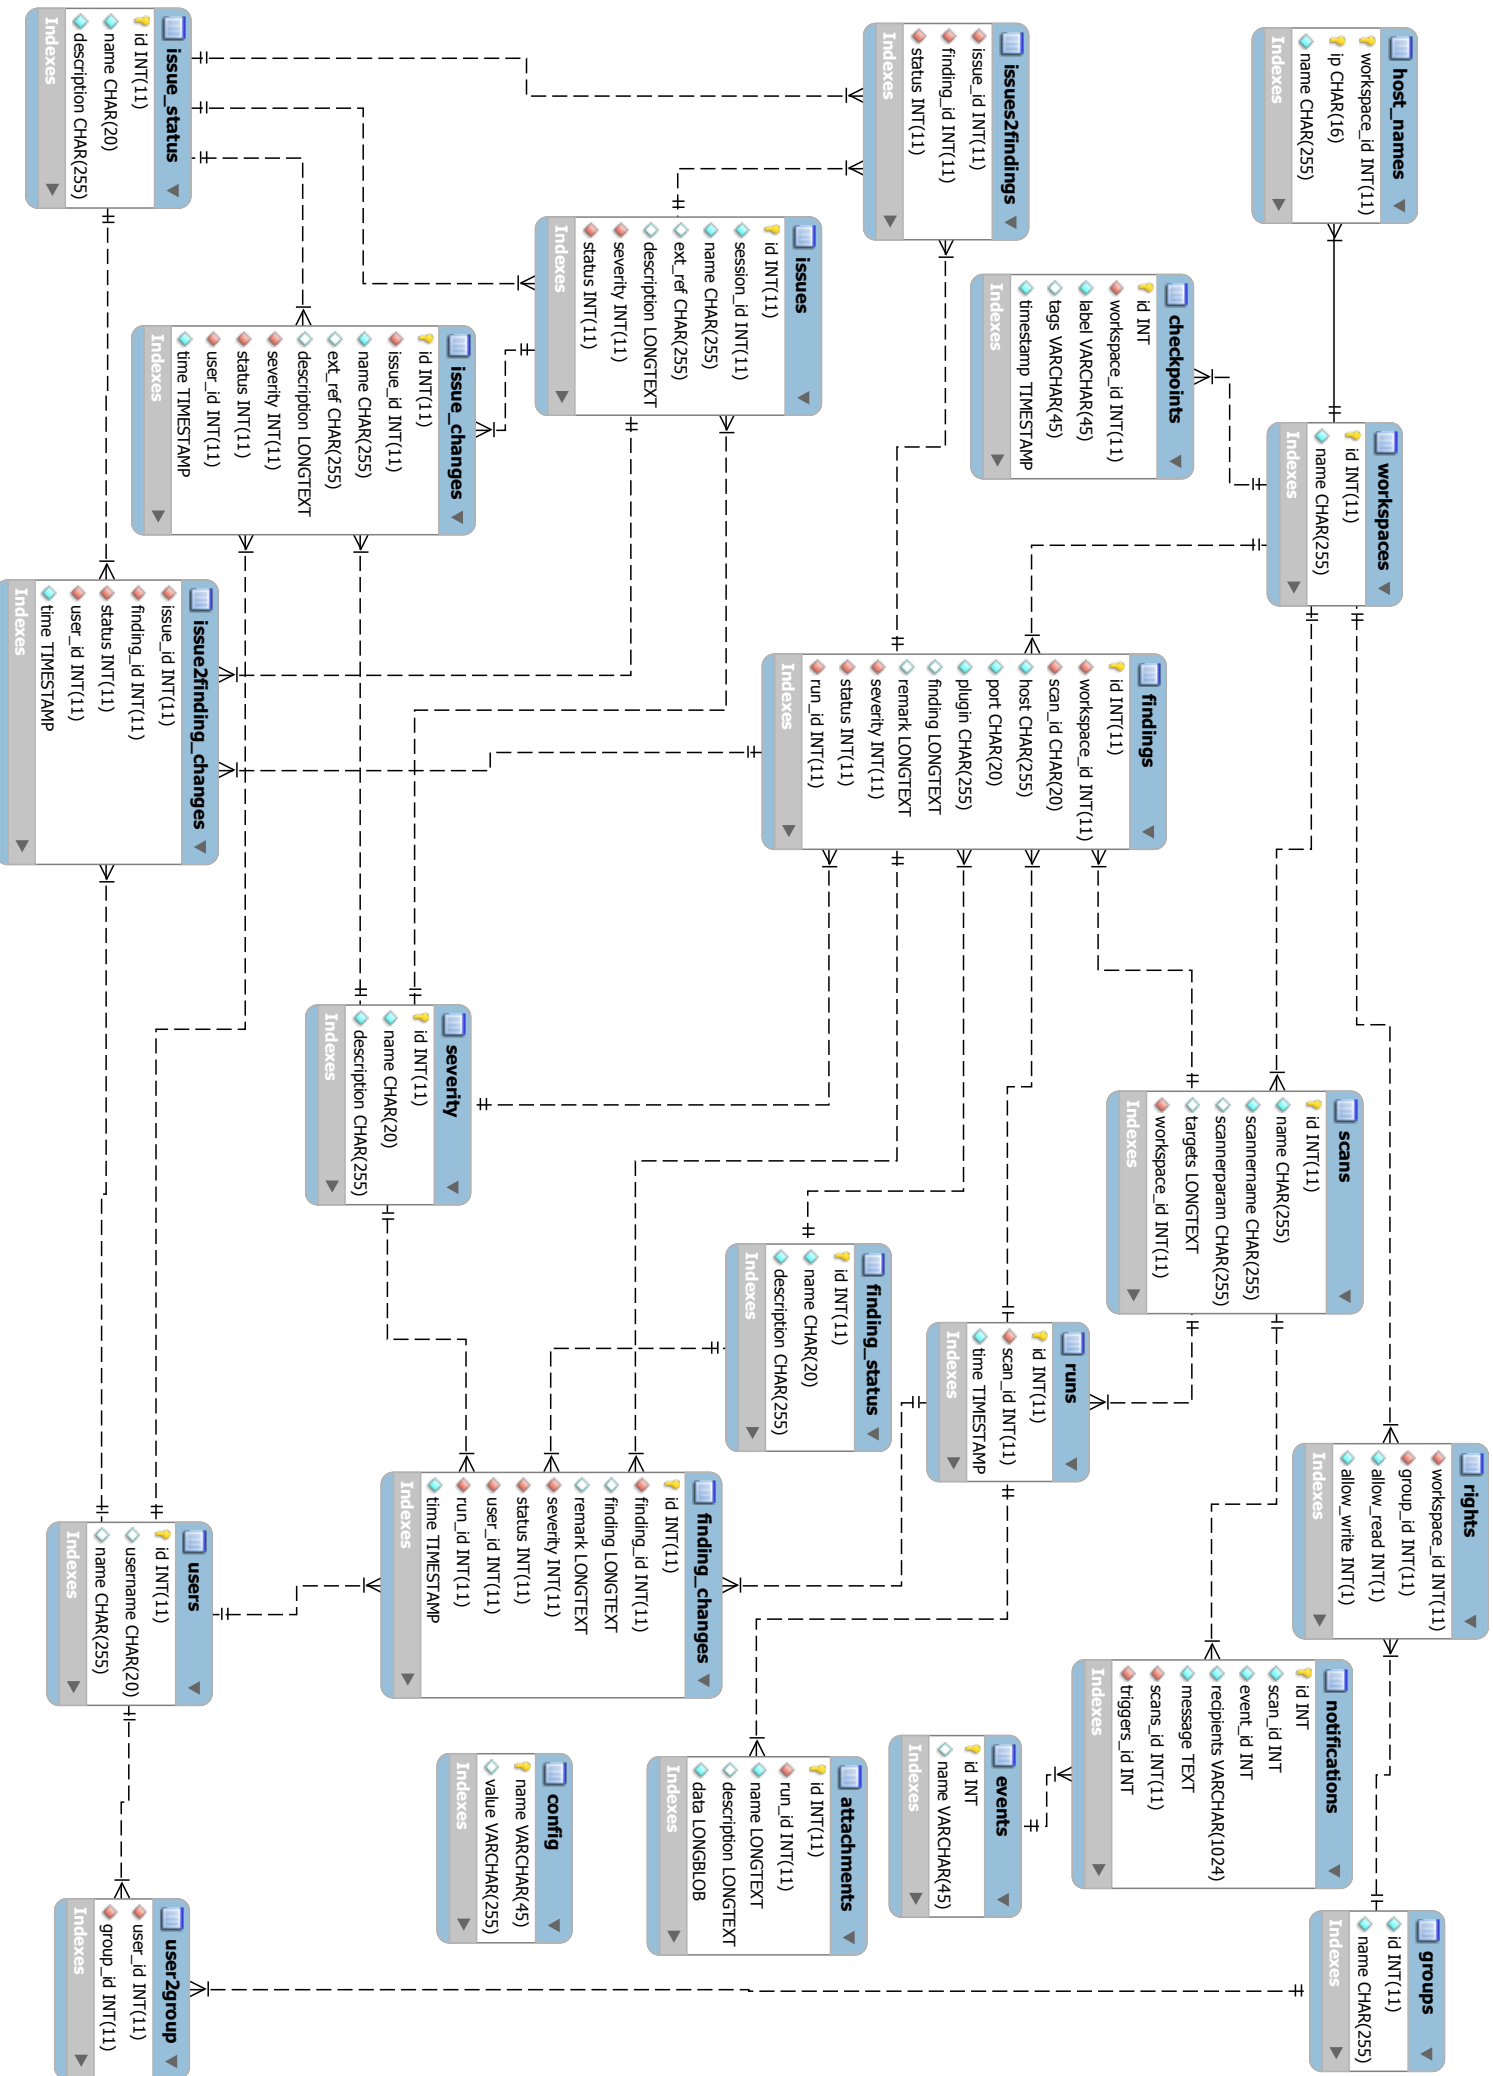 host_names
workspace_id INT(11)
ip CHAR(16)
name CHAR(255)
Indexes
workspaces
id INT(11)
name CHAR(255)
Indexes
rights
workspace_id INT(11)
group_id INT(11)
allow_read INT(1)
allow_write INT(1)
Indexes
groups
id INT(11)
name CHAR(255)
Indexes
checkpoints
id INT
workspace_id INT(11)
label VARCHAR(45)
tags VARCHAR(45)
timestamp TIMESTAMP
Indexes
scans
id INT(11)
name CHAR(255)
scannername CHAR(255)
scannerparam CHAR(255)
targets LONGTEXT
workspace_id INT(11)
Indexes
notifications
id INT
scan_id INT
event_id INT
recipients VARCHAR(1024)
message TEXT
scans_id INT(11)
triggers_id INT
Indexes
issues2findings
issue_id INT(11)
finding_id INT(11)
status INT(11)
Indexes
findings
id INT(11)
workspace_id INT(11)
scan_id CHAR(20)
host CHAR(255)
port CHAR(20)
plugin CHAR(255)
finding LONGTEXT
remark LONGTEXT
severity INT(11)
status INT(11)
run_id INT(11)
Indexes
runs
id INT(11)
scan_id INT(11)
time TIMESTAMP
Indexes
events
id INT
name VARCHAR(45)
Indexes
issues
id INT(11)
session_id INT(11)
name CHAR(255)
ext_ref CHAR(255)
description LONGTEXT
severity INT(11)
status INT(11)
Indexes
finding_status
id INT(11)
name CHAR(20)
description CHAR(255)
Indexes
attachments
id INT(11)
run_id INT(11)
name LONGTEXT
description LONGTEXT
data LONGBLOB
Indexes
issue_changes
id INT(11)
issue_id INT(11)
name CHAR(255)
ext_ref CHAR(255)
description LONGTEXT
severity INT(11)
status INT(11)
user_id INT(11)
time TIMESTAMP
Indexes
severity
id INT(11)
name CHAR(20)
description CHAR(255)
Indexes
finding_changes
id INT(11)
finding_id INT(11)
finding LONGTEXT
remark LONGTEXT
severity INT(11)
status INT(11)
user_id INT(11)
run_id INT(11)
time TIMESTAMP
Indexes
config
name VARCHAR(45)
value VARCHAR(255)
Indexes
issue_status
id INT(11)
name CHAR(20)
description CHAR(255)
Indexes
issue2finding_changes
issue_id INT(11)
finding_id INT(11)
status INT(11)
user_id INT(11)
time TIMESTAMP
Indexes
users
id INT(11)
username CHAR(20)
name CHAR(255)
Indexes
user2group
user_id INT(11)
group_id INT(11)
Indexes